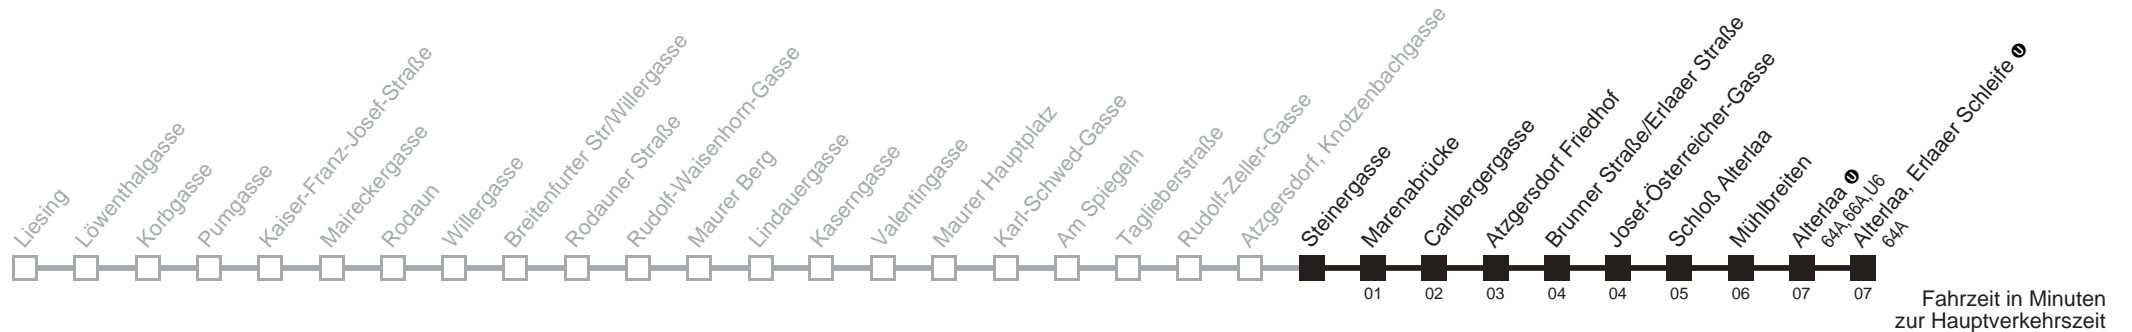 Liesing
Löwenthalgasse
Korbgasse
Pumgasse
Kaiser-Franz-Josef-Straße
Maireckergasse
Rodaun
Willergasse
Breitenfurter Str/Willergasse
Rodauner Straße
Rudolf-Waisenhorn-Gasse
Maurer Berg
Lindauergasse
Kaserngasse
Valentingasse
Maurer Hauptplatz
Karl-Schwed-Gasse
Am Spiegeln
Taglieberstraße
Rudolf-Zeller-Gasse
Atzgersdorf, Knotzenbachgasse
Steinergasse
Marenabrücke
Carlbergergasse
Atzgersdorf Friedhof
Brunner Straße/Erlaaer Straße
Josef-Österreicher-Gasse
Schloß Alterlaa
Mühlbreiten
Alterlaa U
64A,66A,U6
Alterlaa, Erlaaer Schleife U
64A
01 02 03 04 04 05 06 07 07
Fahrzeit in Minuten
zur Hauptverkehrszeit